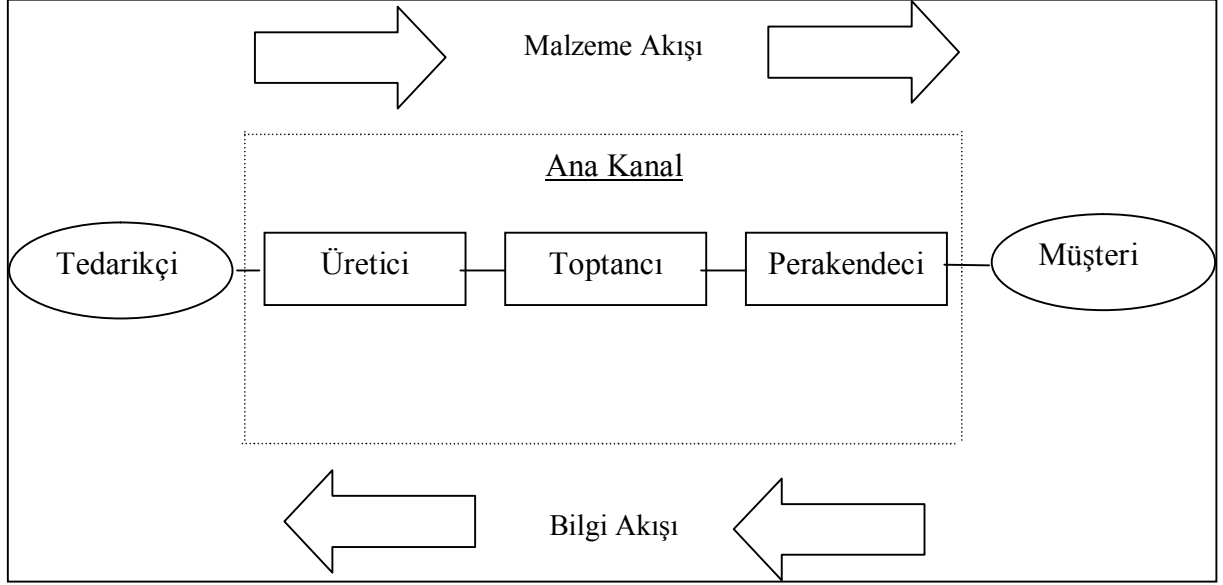 Malzeme Akışı
Ana Kanal
Tedarikçi
Üretici
Toptancı
Perakendeci
Müşteri
Bilgi Akışı